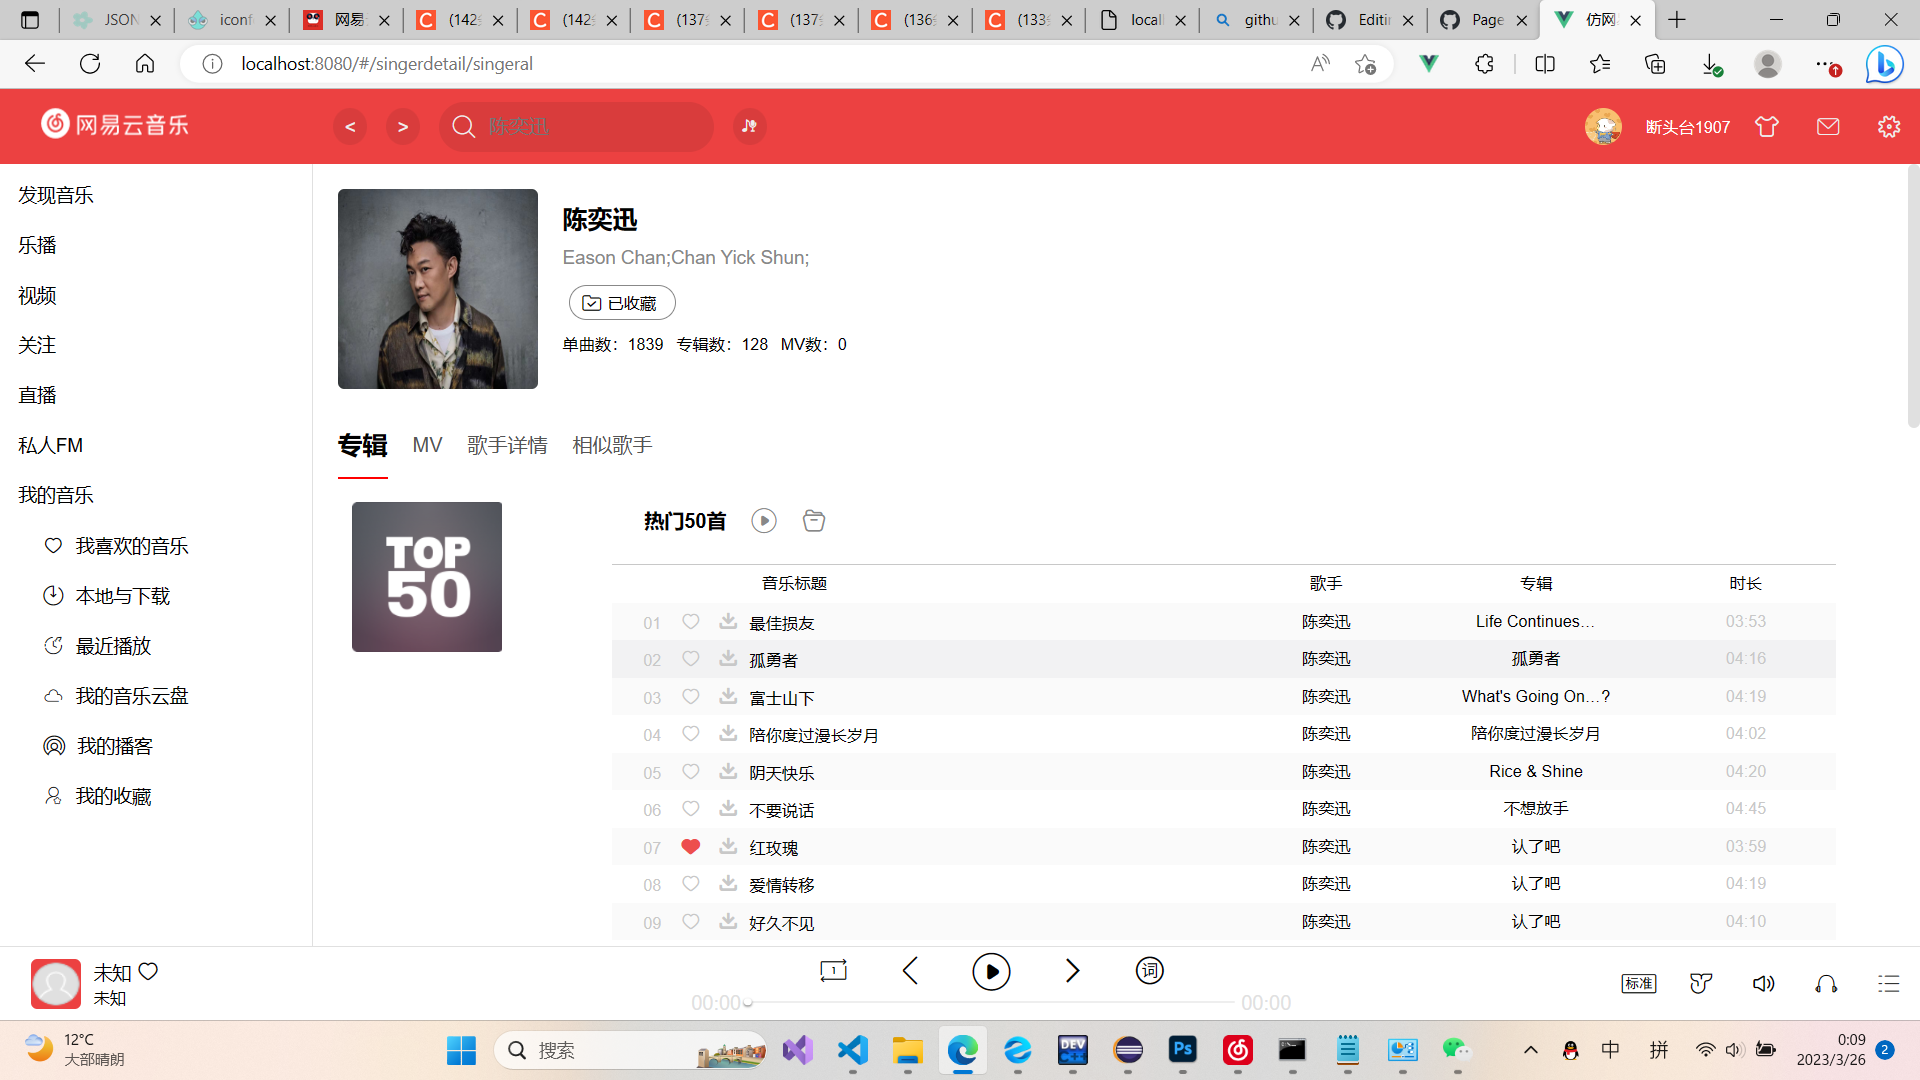 JSON
iconf
网易
(142
(142
(137
(137
(136
(133
locall
githu
Editin
Page
仿网
localhost:8080/#/singerdetail/singeral
网易云音乐
<
>
陈奕迅
断头台1907
发现音乐
乐播
视频
关注
直播
私人FM
我的音乐
我喜欢的音乐
本地与下载
最近播放
我的音乐云盘
我的播客
我的收藏
陈奕迅
Eason Chan;Chan Yick Shun;
已收藏
单曲数：1839 专辑数：128 MV数：0
专辑 MV 歌手详情 相似歌手
TOP
50
热门50首
音乐标题 歌手 专辑 时长
01 最佳损友 陈奕迅 Life Continues... 03:53
02 孤勇者 陈奕迅 孤勇者 04:16
03 富士山下 陈奕迅 What's Going On...? 04:19
04 陪你度过漫长岁月 陈奕迅 陪你度过漫长岁月 04:02
05 阴天快乐 陈奕迅 Rice & Shine 04:20
06 不要说话 陈奕迅 不想放手 04:45
07 红玫瑰 陈奕迅 认了吧 03:59
08 爱情转移 陈奕迅 认了吧 04:19
09 好久不见 陈奕迅 认了吧 04:10
未知
未知
1
词
00:00 00:00
标准
12°C
大部晴朗
搜索
DEV
Ps
中
拼
0:09
2023/3/26
2